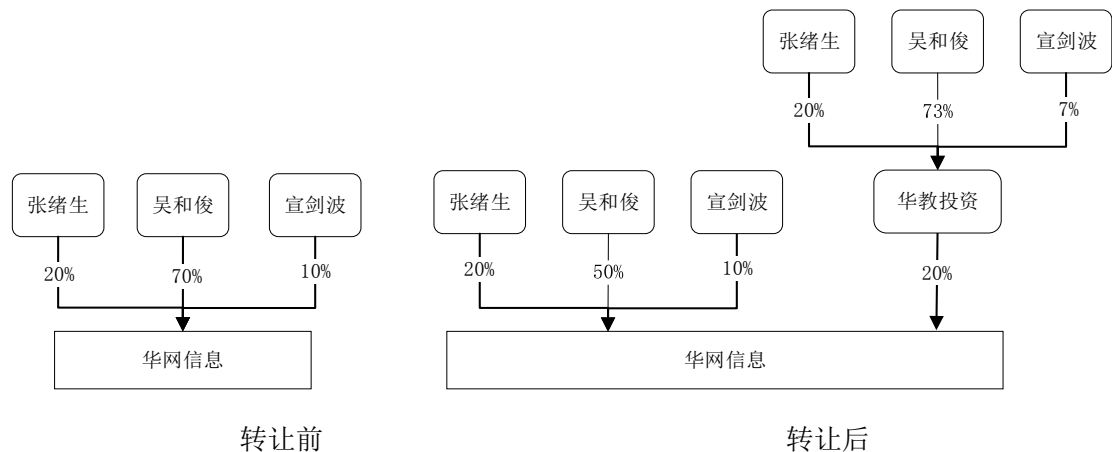 张绪生 吴和俊 宣剑波
20% 73% 7%
张绪生 吴和俊 宣剑波 张绪生 吴和俊 宣剑波 华教投资
20% 70% 10% 20% 50% 10% 20%
华网信息 华网信息
转让前 转让后